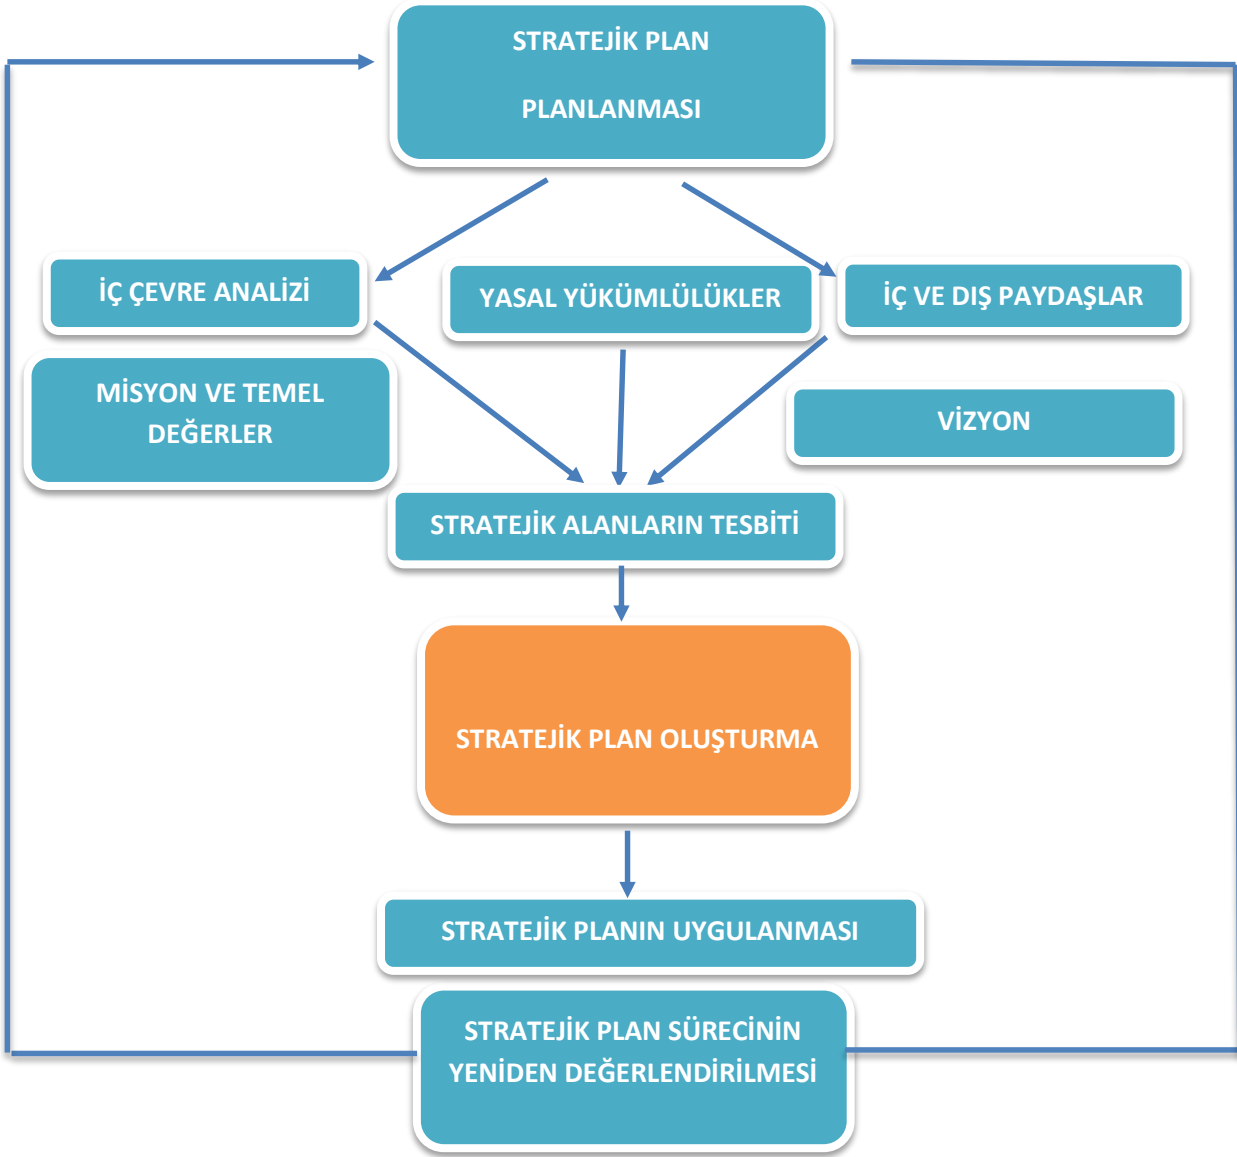 STRATEJİK PLAN
PLANLANMASI
İÇ ÇEVRE ANALİZİ
YASAL YÜKÜMLÜLÜKLER
İÇ VE DIŞ PAYDAŞLAR
MİSYON VE TEMEL
DEĞERLER
VİZYON
STRATEJİK ALANLARIN TESBİTİ
STRATEJİK PLAN OLUŞTURMA
STRATEJİK PLANIN UYGULANMASI
STRATEJİK PLAN SÜRECİNİN
YENİDEN DEĞERLENDİRİLMESİ